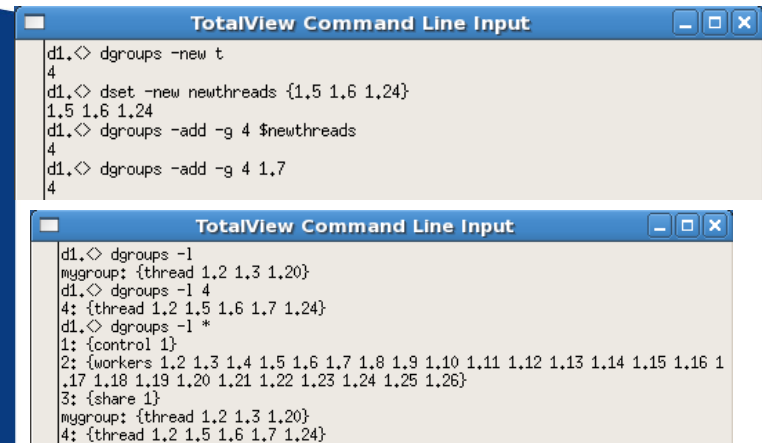 TotalView Command Line Input
d1.<> dgroups -new t
4
d1.<> dset -new newthreads {1.5 1.6 1.24}
1.5 1.6 1.24
d1.<> dgroups -add -g 4 $newthreads
4
d1.<> dgroups -add -g 4 1.7
4
TotalView Command Line Input
d1.<> dgroups -l
mygroup: {thread 1.2 1.3 1.20}
d1.<> dgroups -l 4
4: {thread 1.2 1.5 1.6 1.7 1.24}
d1.<> dgroups -l *
1: {control 1}
2: {workers 1.2 1.3 1.4 1.5 1.6 1.7 1.8 1.9 1.10 1.11 1.12 1.13 1.14 1.15 1.16 1
.17 1.18 1.19 1.20 1.21 1.22 1.23 1.24 1.25 1.26}
3: {share 1}
mygroup: {thread 1.2 1.3 1.20}
4: {thread 1.2 1.5 1.6 1.7 1.24}